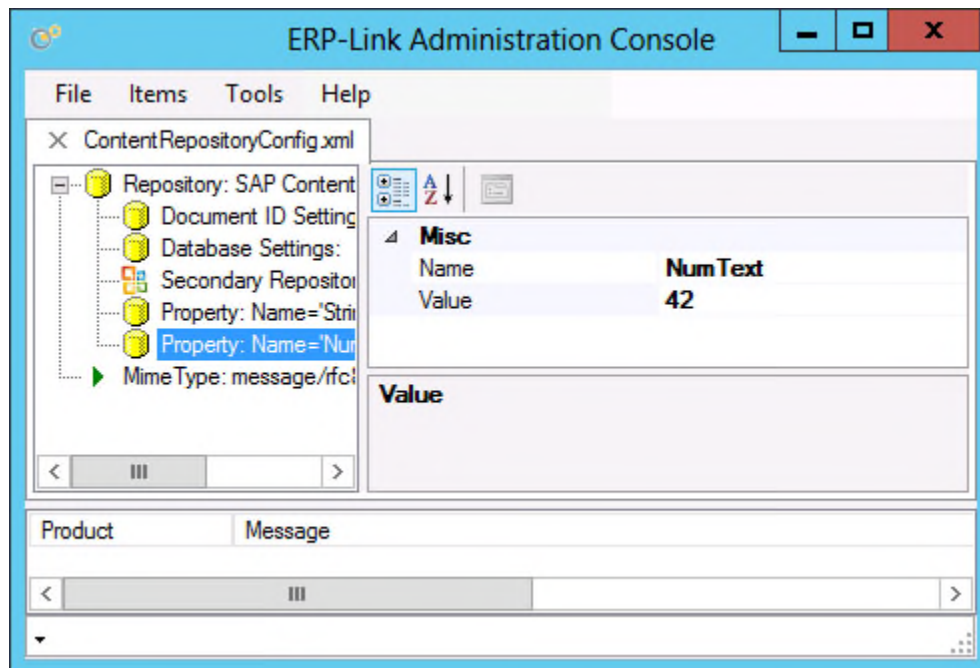 ERP-Link Administration Console
File Items Tools Help
ContentRepositoryConfig.xml
Repository: SAP Content
Document ID Setting
Database Settings:
Secondary Repositor
Property: Name='Stri
Property: Name='Nur
MimeType: message/rfc
Misc
Name NumText
Value 42
Value
Product Message